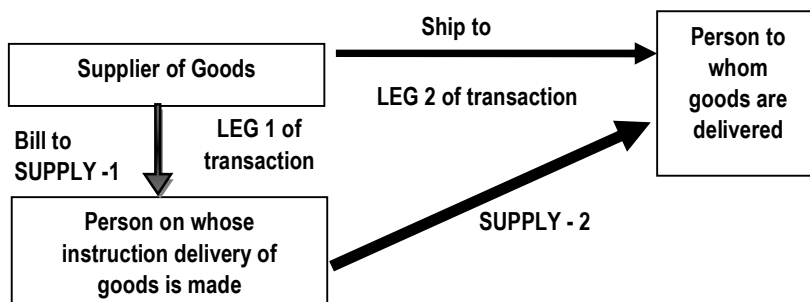 Supplier of Goods
Ship to
Person to
whom
goods are
delivered
LEG 2 of transaction
Bill to
SUPPLY -1
LEG 1 of
transaction
Person on whose
instruction delivery of
goods is made
SUPPLY - 2